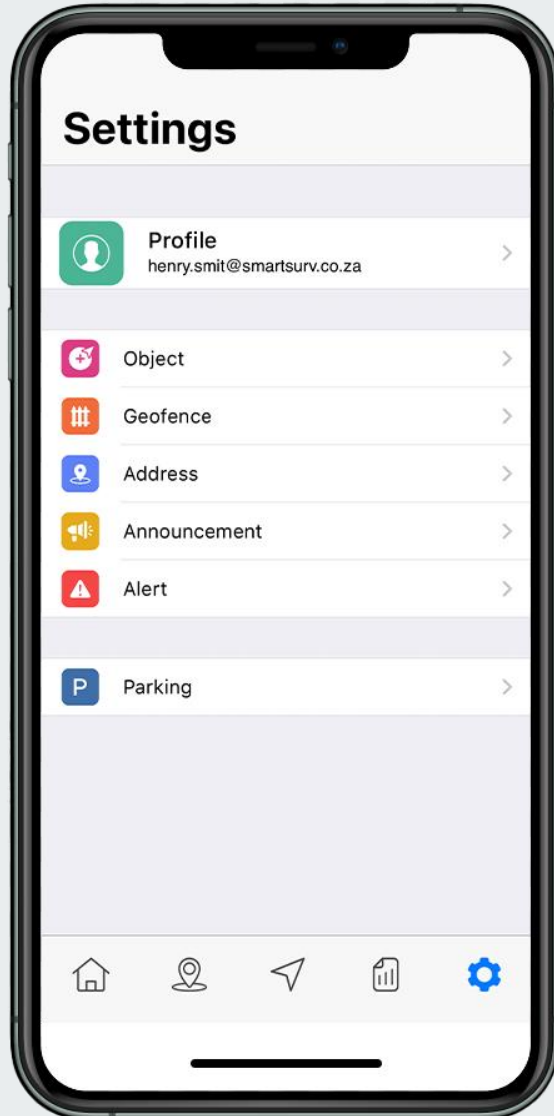 Settings
Profile
henry.smit@smartsurv.co.za
Object
Geofence
Address
Announcement
Alert
P Parking